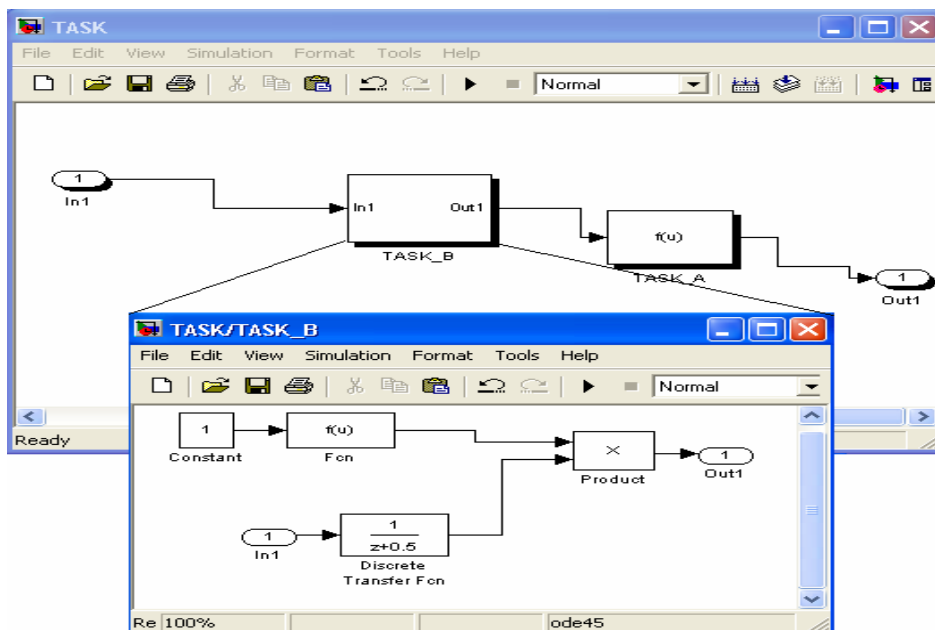 TASK
File Edit View Simulation Format Tools Help
Normal
1
In1
In1 Out1
TASK_B
f(u)
TASK_A
1
Out1
Ready
TASK/TASK_B
File Edit View Simulation Format Tools Help
Normal
1
Constant
f(u)
Fcn
×
Product
1
Out1
1
In1
1
z+0.5
Discrete
Transfer Fcn
Re 100% ode45